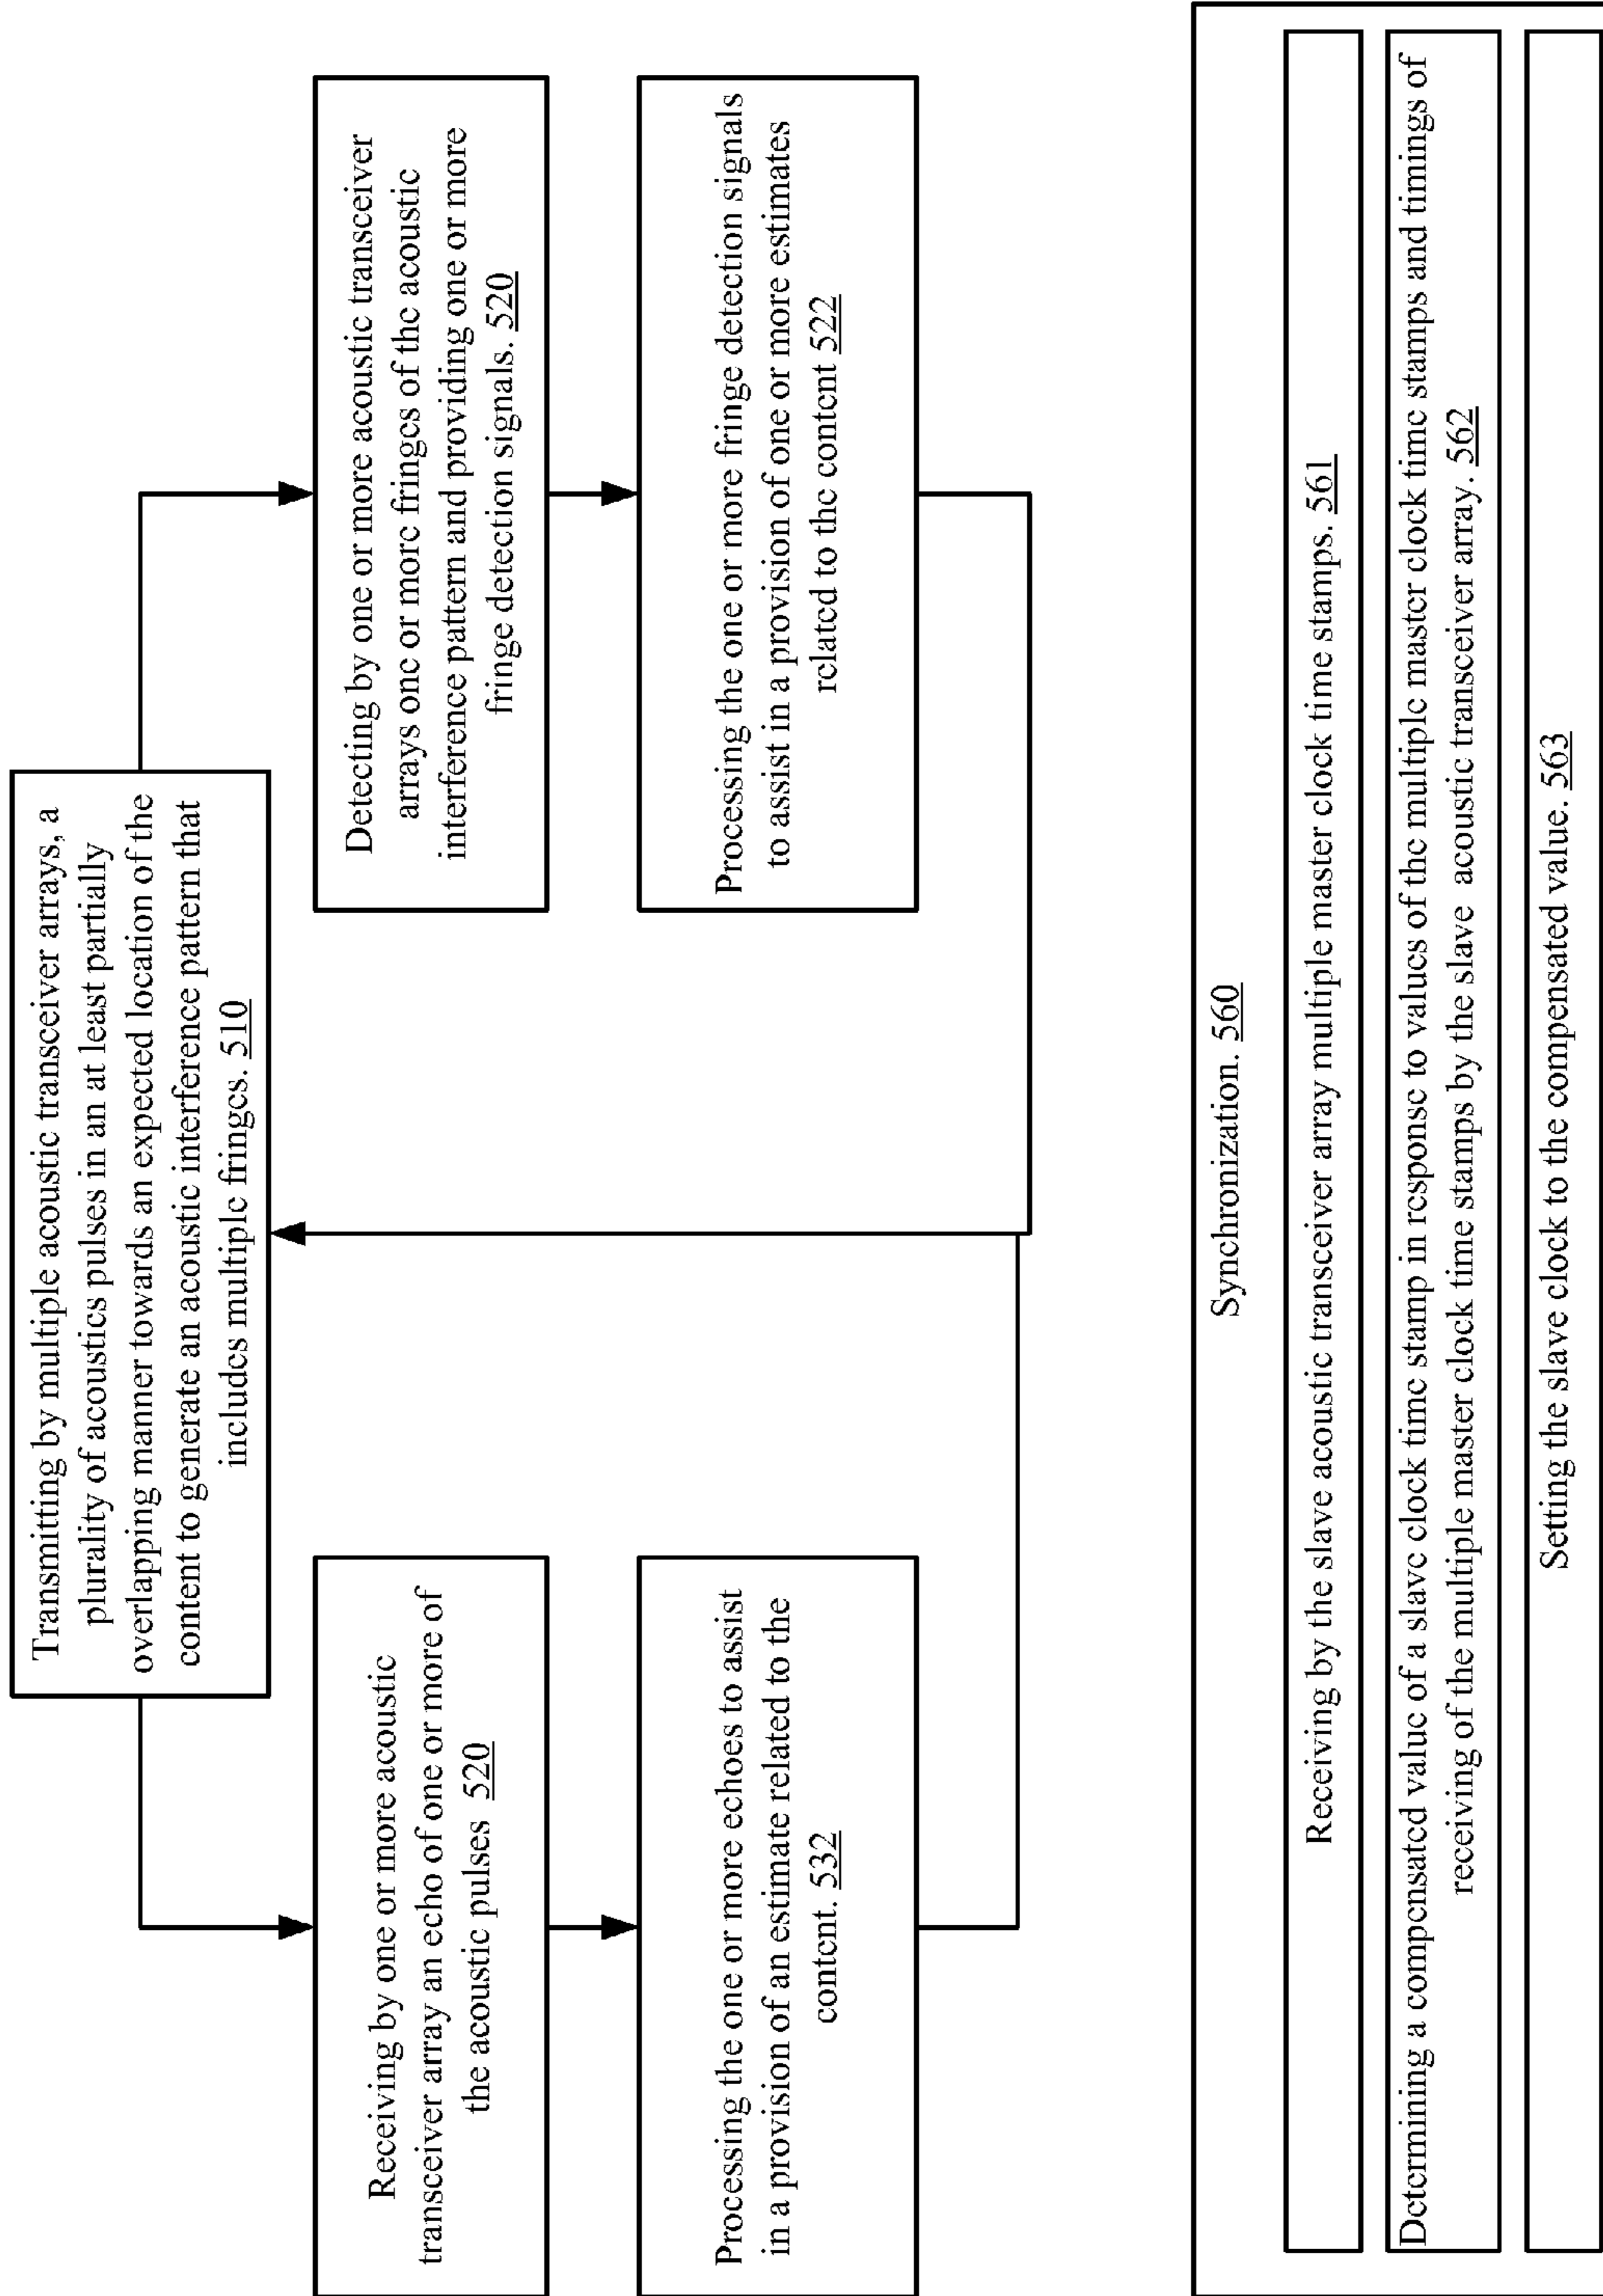 Transmitting by multiple acoustic transceiver arrays, a
plurality of acoustics pulses in an at least partially
overlapping manner towards an expected location of the
content to generate an acoustic interference pattern that
includes multiple fringes. 510
Receiving by one or more acoustic
transceiver array an echo of one or more of
the acoustic pulses 520
Processing the one or more echoes to assist
in a provision of an estimate related to the
content. 532
Detecting by one or more acoustic transceiver
arrays one or more fringes of the acoustic
interference pattern and providing one or more
fringe detection signals. 520
Processing the one or more fringe detection signals
to assist in a provision of one or more estimates
related to the content 522
Synchronization. 560
Receiving by the slave acoustic transceiver array multiple master clock time stamps. 561
Determining a compensated value of a slave clock time stamp in response to values of the multiple master clock time stamps and timings of
receiving of the multiple master clock time stamps by the slave acoustic transceiver array. 562
Setting the slave clock to the compensated value. 563